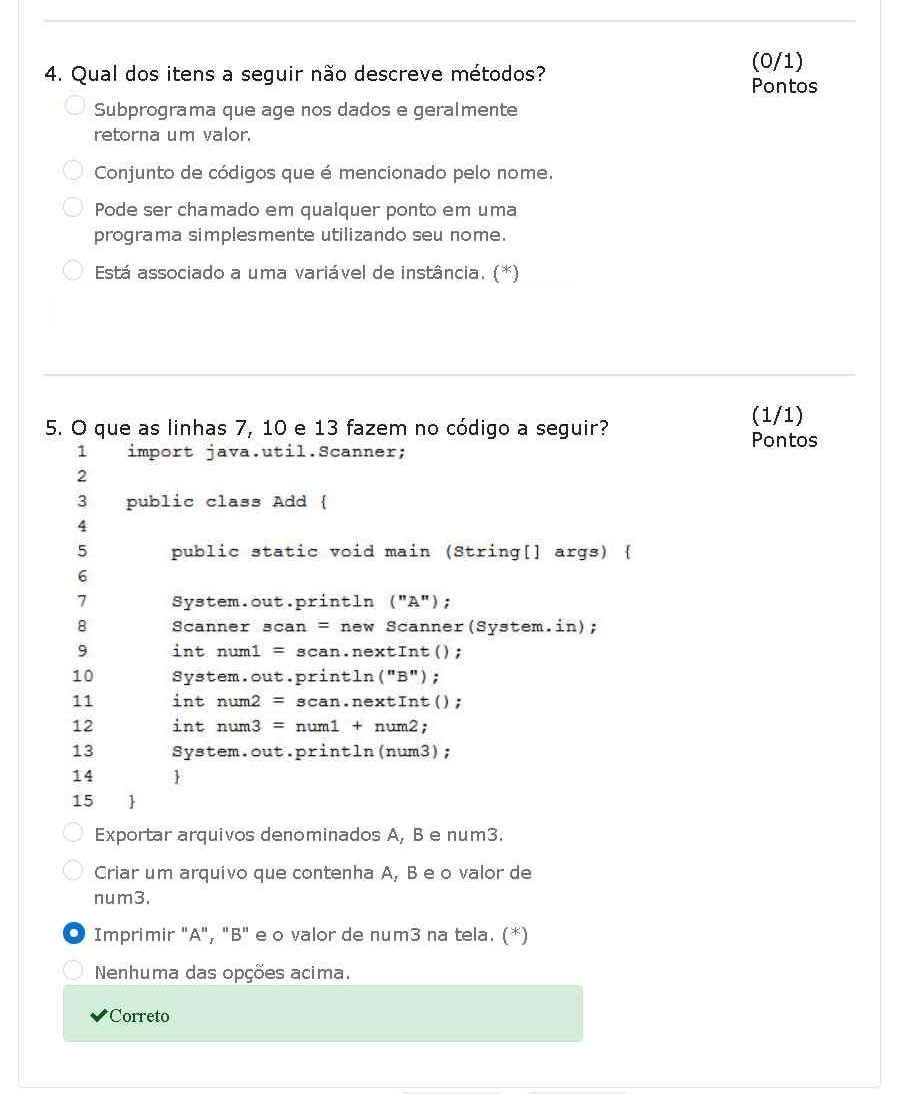 4. Qual dos itens a seguir não descreve métodos?
(0/1)
Pontos
Subprograma que age nos dados e geralmente
retorna um valor.
Conjunto de códigos que é mencionado pelo nome.
Pode ser chamado em qualquer ponto em uma
programa simplesmente utilizando seu nome.
Está associado a uma variável de instância. (*)
5. O que as linhas 7, 10 e 13 fazem no código a seguir?
(1/1)
Pontos
1 import java.util.Scanner;
2
3 public class Add {
4
5 public static void main (String[] args) {
6
7 System.out.println ("A");
8 Scanner scan = new Scanner(System.in);
9 int num1 = scan.nextInt();
10 System.out.println("B");
11 int num2 = scan.nextInt();
12 int num3 = num1 + num2;
13 System.out.println(num3);
14 }
15 }
Exportar arquivos denominados A, B e num3.
Criar um arquivo que contenha A, B e o valor de
num3.
Imprimir "A", "B" e o valor de num3 na tela. (*)
Nenhuma das opções acima.
✔Correto